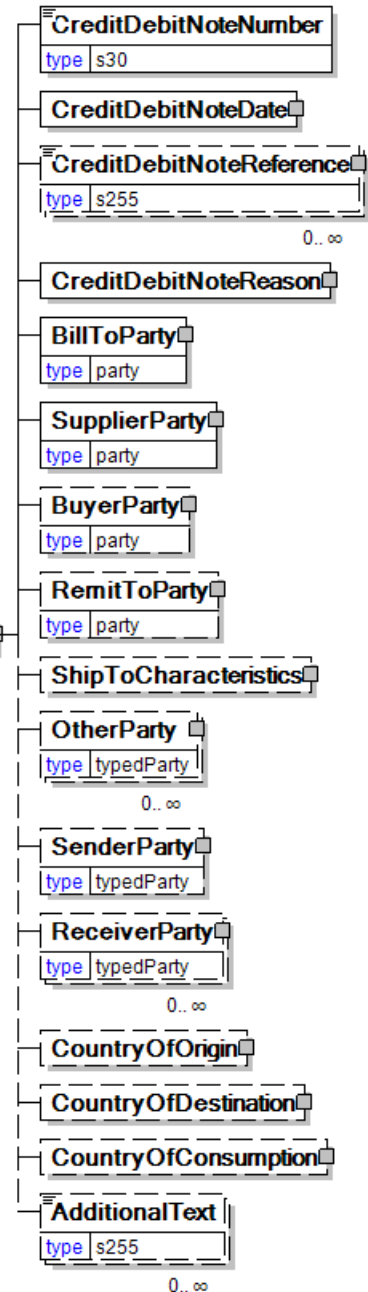 CreditDebitNoteNumber
type s30
CreditDebitNoteDate
CreditDebitNoteReference
type s255
0.. ∞
CreditDebitNoteReason
BillToParty
type party
SupplierParty
type party
BuyerParty
type party
RemitToParty
type party
ShipToCharacteristics
OtherParty
type typedParty
0.. ∞
SenderParty
type typedParty
ReceiverParty
type typedParty
0.. ∞
CountryOfOrigin
CountryOfDestination
CountryOfConsumption
AdditionalText
type s255
0.. ∞